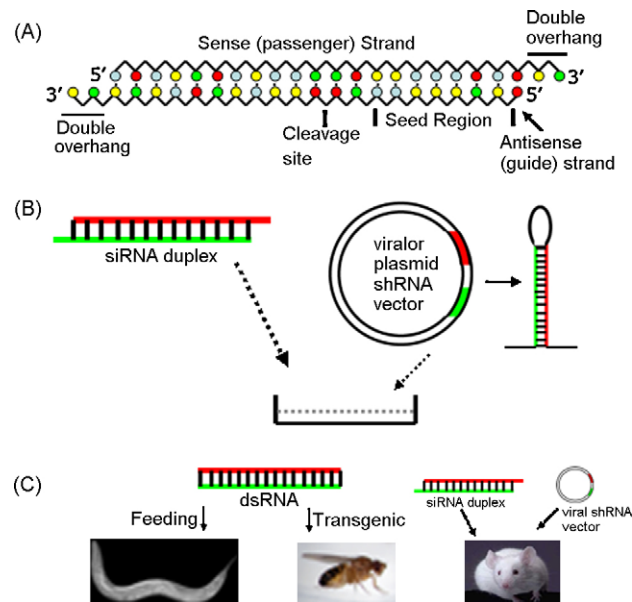 (A)
Sense (passenger) Strand
Double
overhang
5'
3'
3'
5'
Double
overhang
Cleavage
site
Seed Region
Antisense
(guide) strand
(B)
siRNA duplex
viralor
plasmid
shRNA
vector
(C)
dsRNA
Feeding
Transgenic
siRNA duplex
viral shRNA
vector